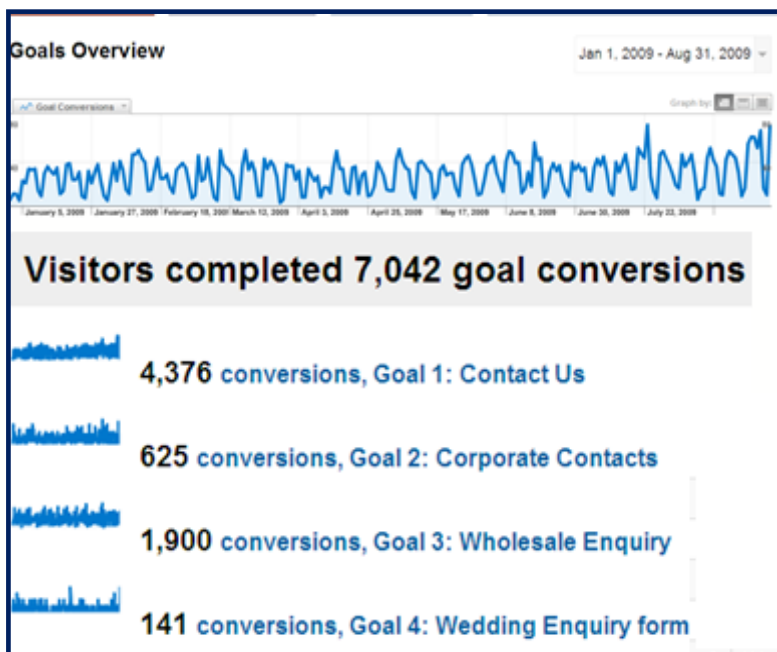 Goals Overview
Jan 1, 2009 - Aug 31, 2009
Goal Conversions
Graph by:
January 5, 2009 January 27, 2009 February 18, 2009 March 12, 2009 April 3, 2009 April 25, 2009 May 17, 2009 June 8, 2009 June 30, 2009 July 22, 2009
Visitors completed 7,042 goal conversions
4,376 conversions, Goal 1: Contact Us
625 conversions, Goal 2: Corporate Contacts
1,900 conversions, Goal 3: Wholesale Enquiry
141 conversions, Goal 4: Wedding Enquiry form